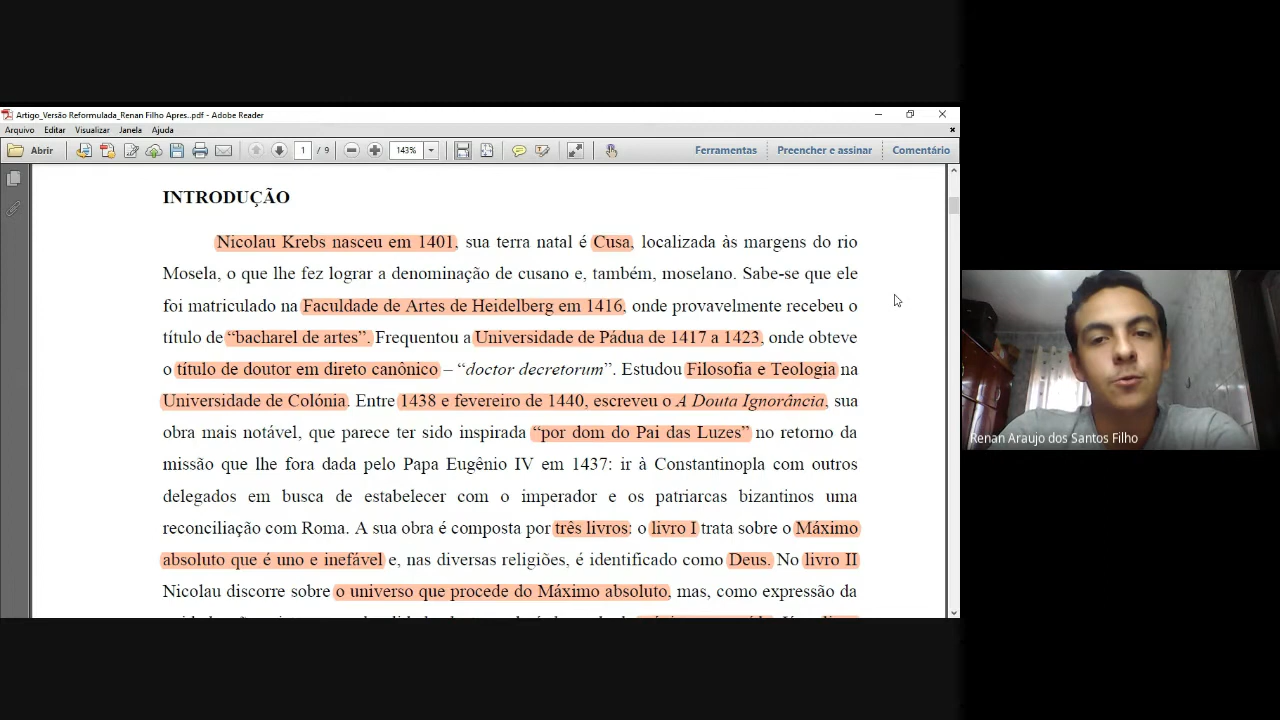 Artigo_Versão Reformulada_Renan Filho Apres..pdf - Adobe Reader
Arquivo Editar Visualizar Janela Ajuda
Abrir 1 / 9 143% Ferramentas Preencher e assinar Comentário
INTRODUÇÃO
Nicolau Krebs nasceu em 1401, sua terra natal é Cusa, localizada às margens do rio
Mosela, o que lhe fez lograr a denominação de cusano e, também, moselano. Sabe-se que ele
foi matriculado na Faculdade de Artes de Heidelberg em 1416, onde provavelmente recebeu o
título de “bacharel de artes”. Frequentou a Universidade de Pádua de 1417 a 1423, onde obteve
o título de doutor em direto canônico – “doctor decretorum”. Estudou Filosofia e Teologia na
Universidade de Colónia. Entre 1438 e fevereiro de 1440, escreveu o A Douta Ignorância, sua
obra mais notável, que parece ter sido inspirada “por dom do Pai das Luzes” no retorno da
missão que lhe fora dada pelo Papa Eugênio IV em 1437: ir à Constantinopla com outros
delegados em busca de estabelecer com o imperador e os patriarcas bizantinos uma
reconciliação com Roma. A sua obra é composta por três livros: o livro I trata sobre o Máximo
absoluto que é uno e inefável e, nas diversas religiões, é identificado como Deus. No livro II
Nicolau discorre sobre o universo que procede do Máximo absoluto, mas, como expressão da
Renan Araujo dos Santos Filho